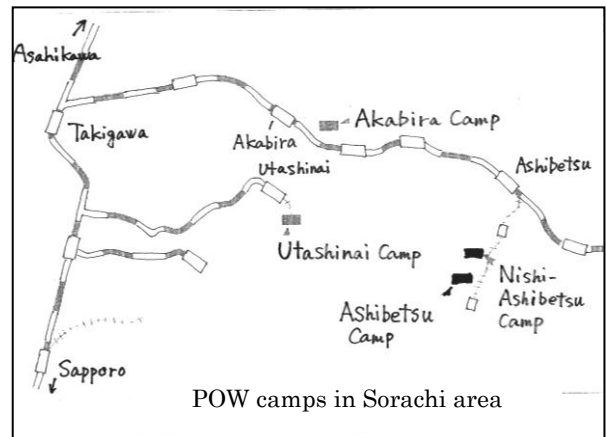 Asahikawa
Takigawa
Akabira
Akabira Camp
Utashinai
Ashibetsu
Utashinai Camp
Nishi-
Ashibetsu
Camp
Ashibetsu
Camp
Sapporo
POW camps in Sorachi area